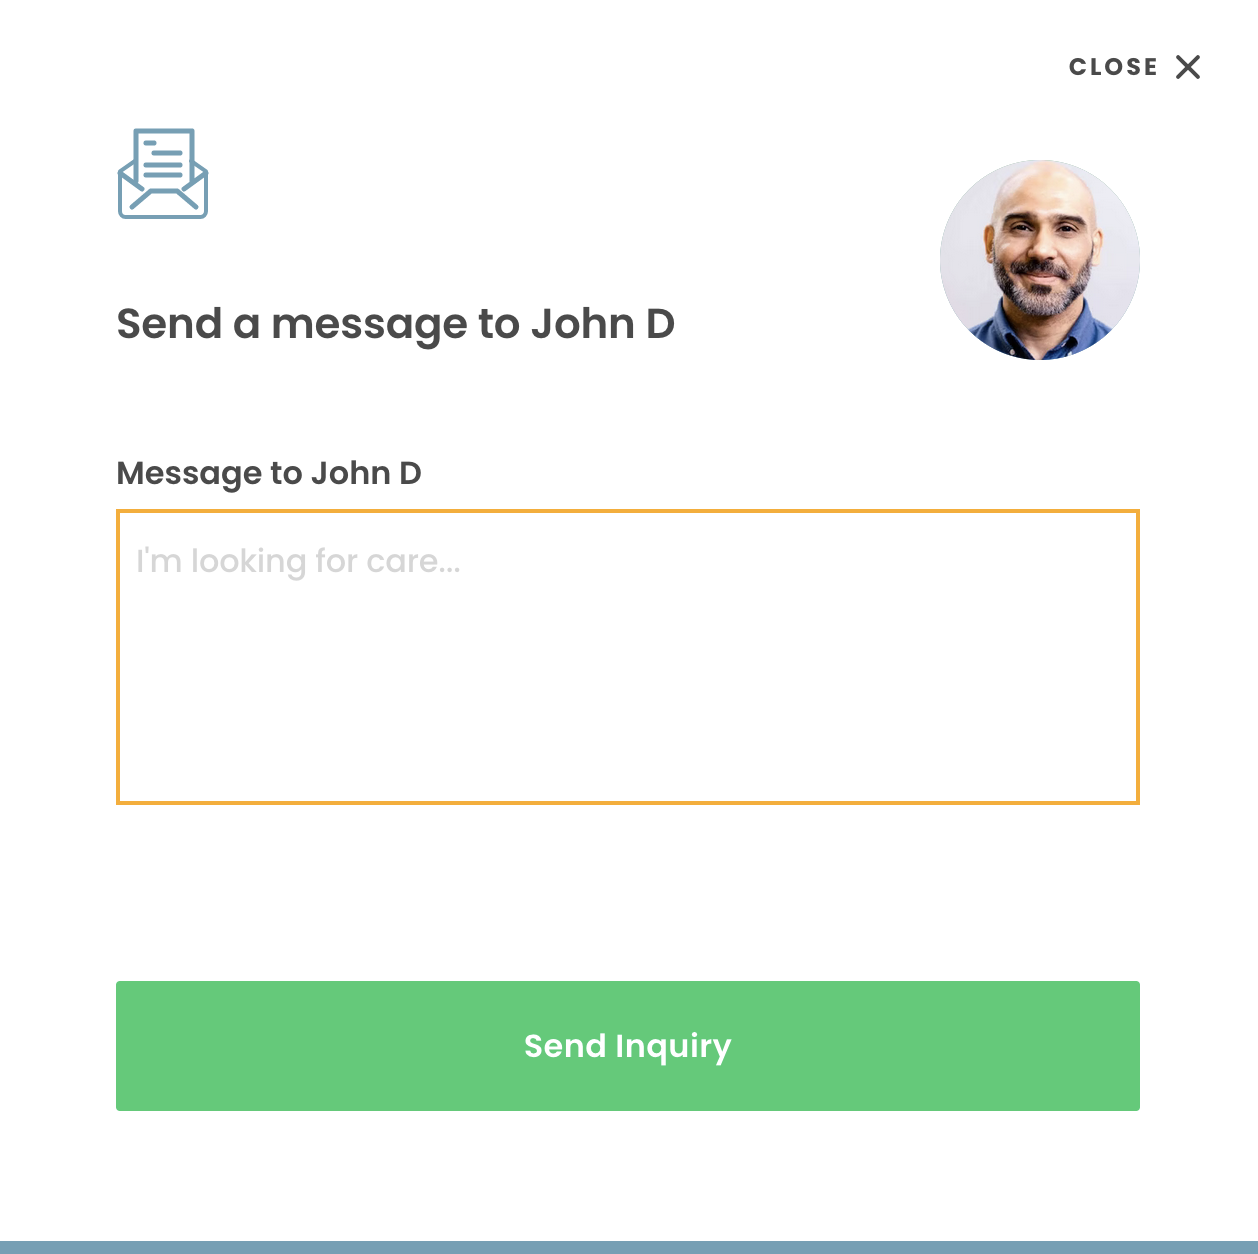 CLOSE
Send a message to John D
Message to John D
I'm looking for care...
Send Inquiry